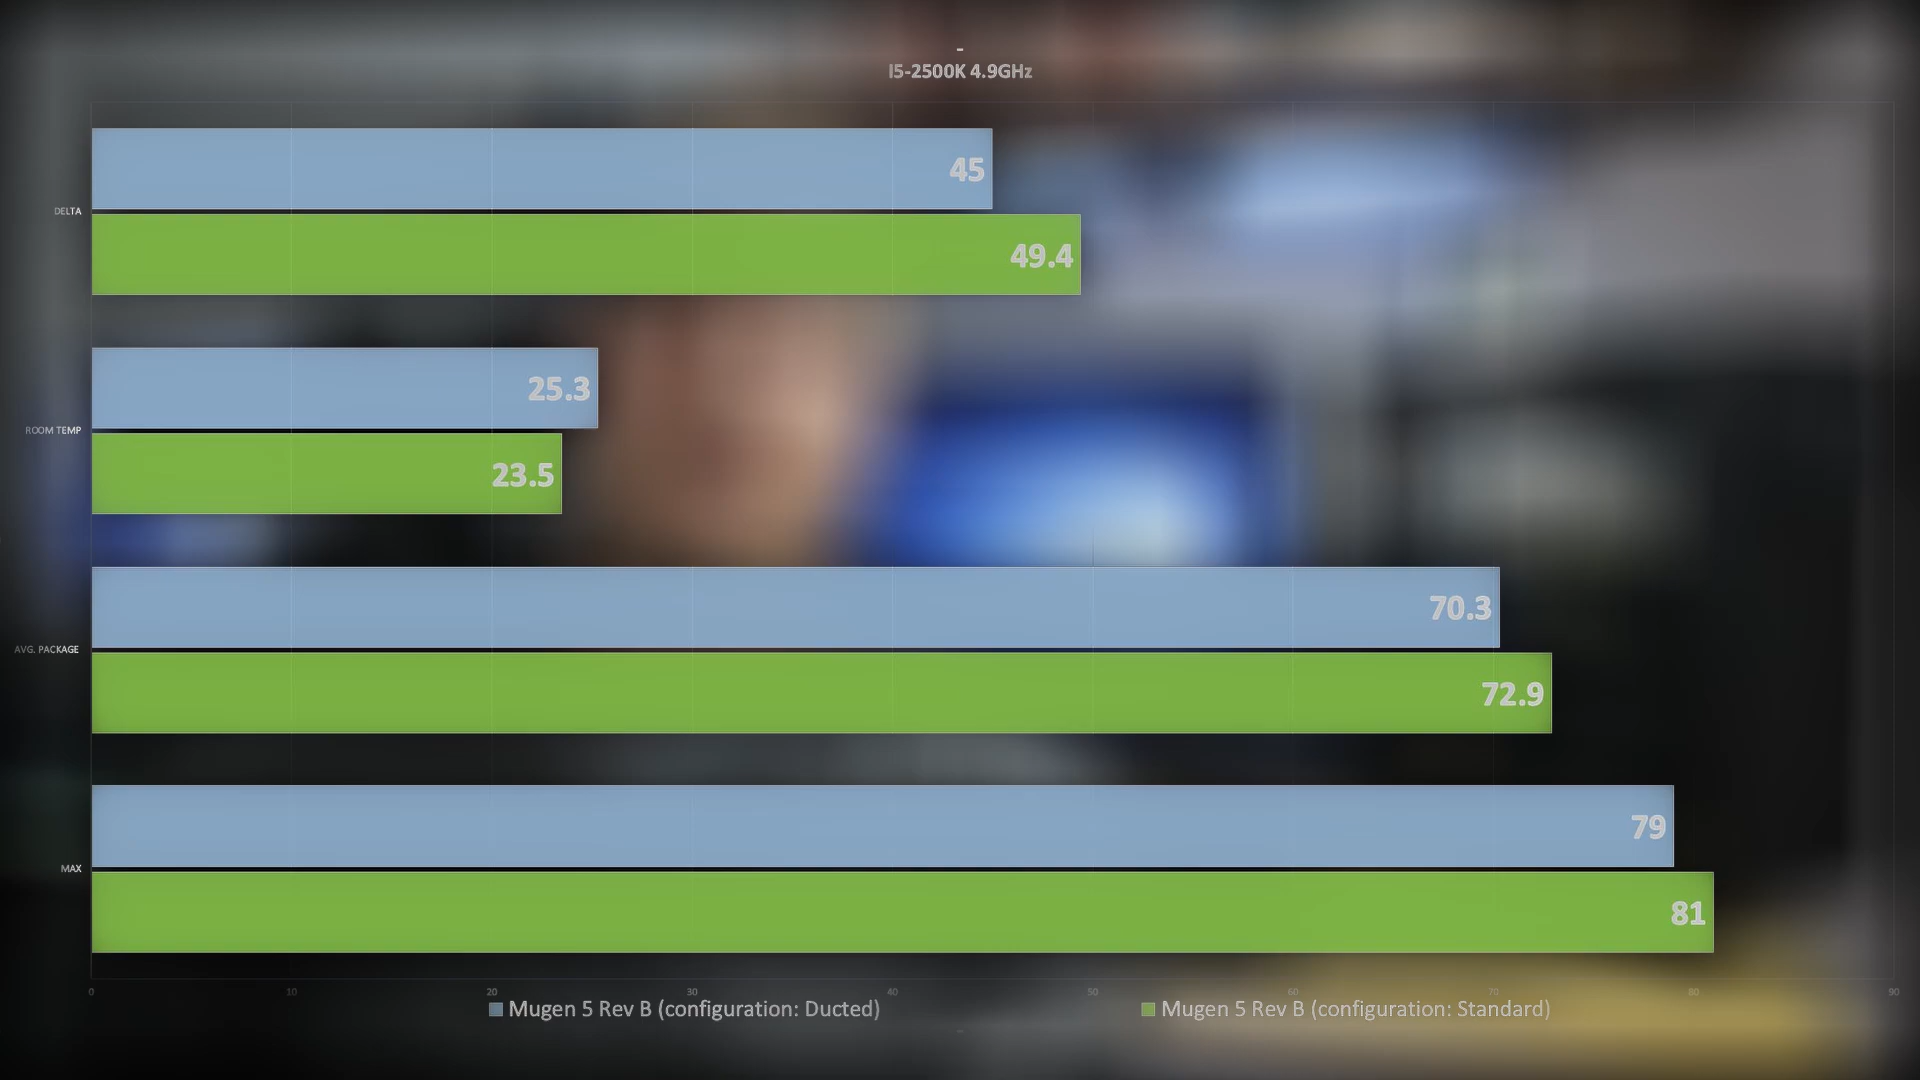 -
I5-2500K 4.9GHz
45
DELTA
49.4
25.3
ROOM TEMP
23.5
70.3
AVG. PACKAGE
72.9
79
MAX
81
0 10 20 30 40 50 60 70 80 90
Mugen 5 Rev B (configuration: Ducted) Mugen 5 Rev B (configuration: Standard)
-